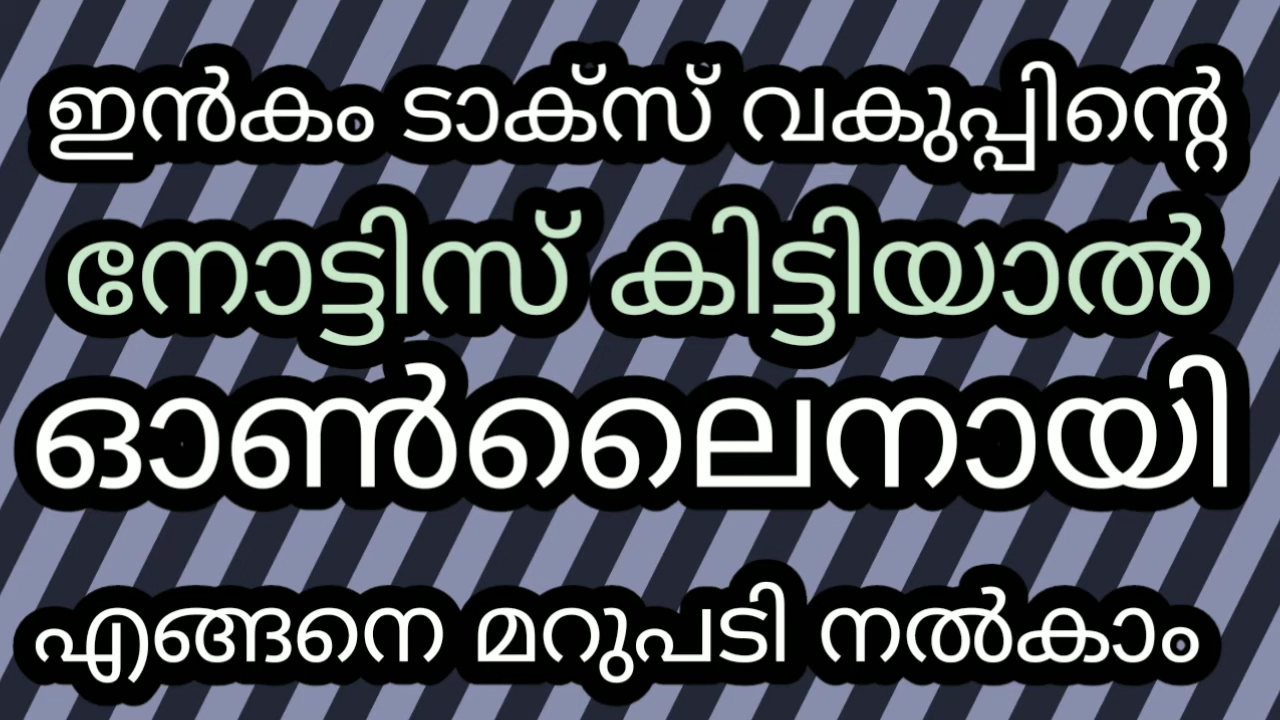 ഇൻകം ടാക്സ് വകുപ്പിന്റെ
നോട്ടിസ് കിട്ടിയാൽ
ഓൺലൈനായി
എങ്ങനെ മറുപടി നൽകാം